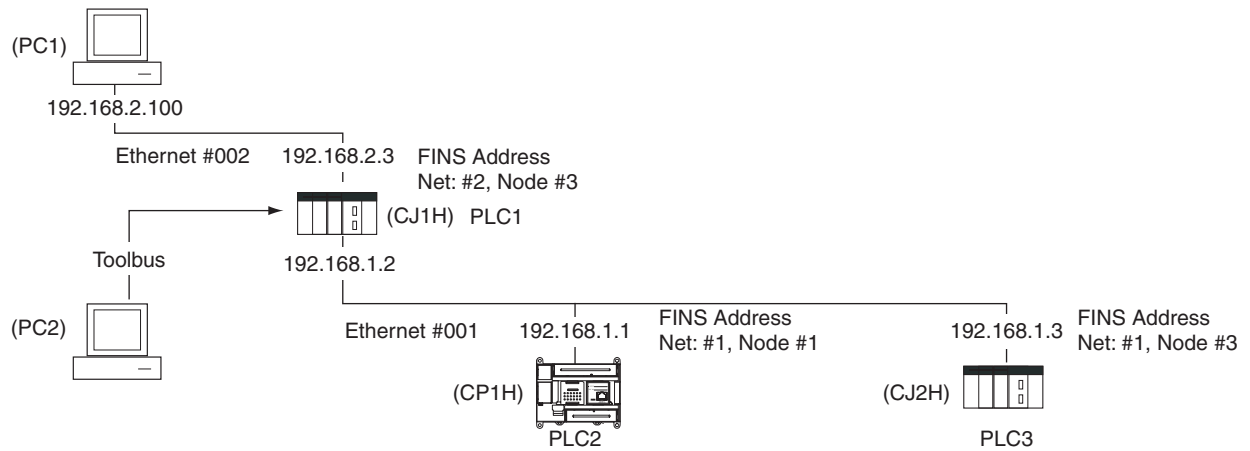 (PC1)
192.168.2.100
Ethernet #002
192.168.2.3
FINS Address
Net: #2, Node #3
(CJ1H) PLC1
Toolbus
192.168.1.2
(PC2)
Ethernet #001
192.168.1.1
FINS Address
Net: #1, Node #1
192.168.1.3
FINS Address
Net: #1, Node #3
(CP1H)
PLC2
(CJ2H)
PLC3